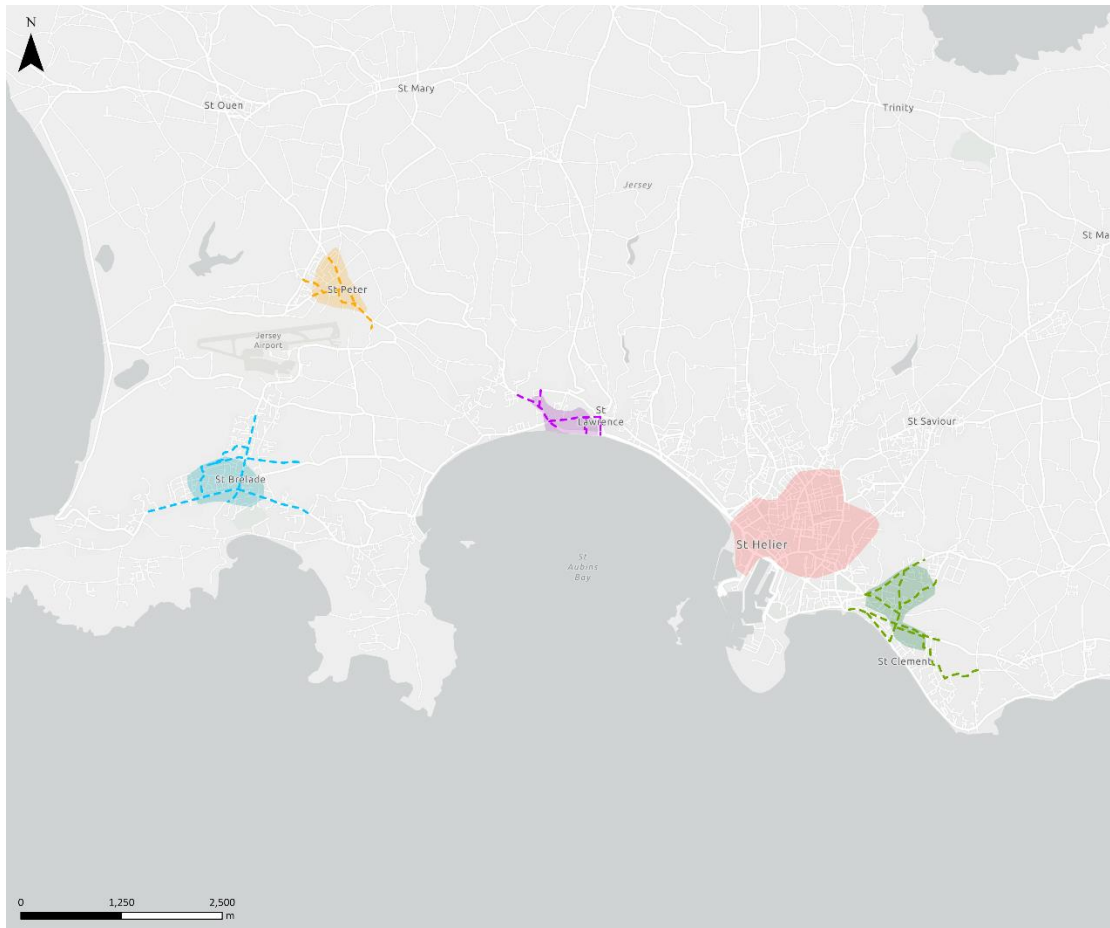 N
St Mary
St Ouen
Trinity
Jersey
St Ma
St Peter
Jersey
Airport
St
Lawrence
St Saviour
St Brelade
St Helier
St
Aubins
Bay
St Clement
0 1,250 2,500
m